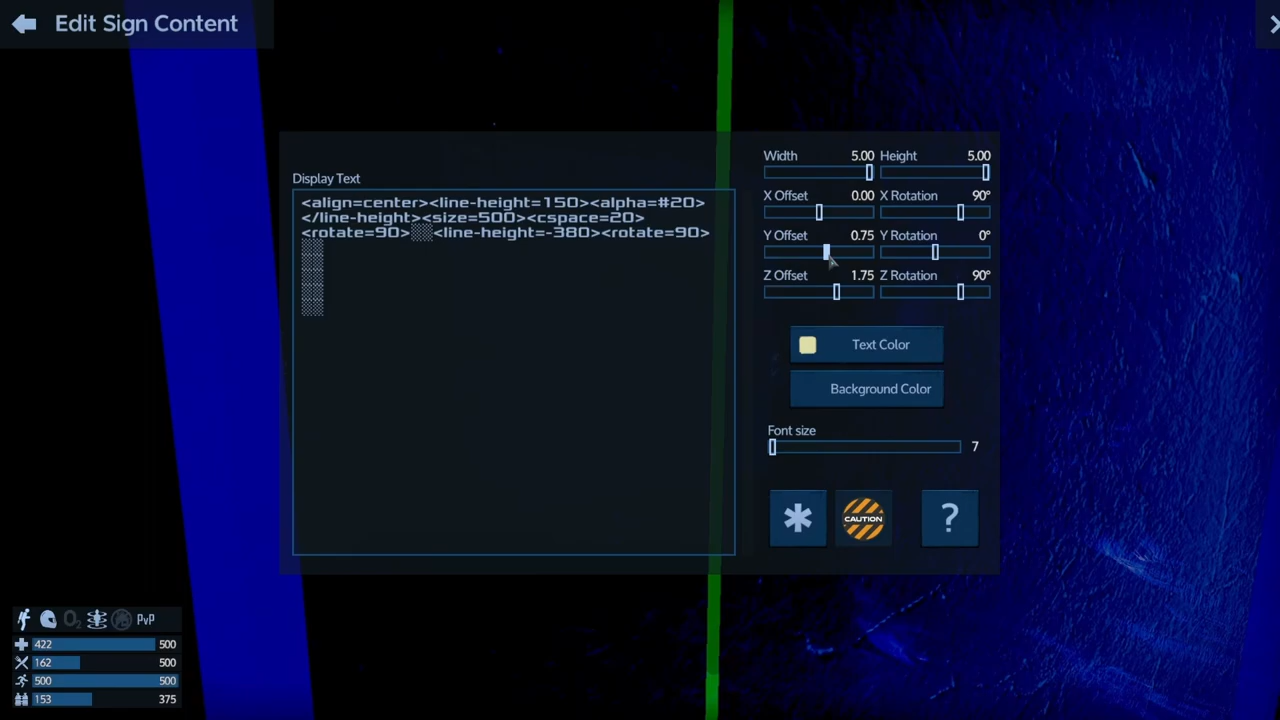 Edit Sign Content
Display Text
<align=center><line-height=150><alpha=#20>
</line-height><size=500><cspace=20>
<rotate=90>░░<line-height=-380><rotate=90>
░░
░░
░░
░░
░░
Width 5.00 Height 5.00
X Offset 0.00 X Rotation 90°
Y Offset 0.75 Y Rotation 0°
Z Offset 1.75 Z Rotation 90°
Text Color
Background Color
Font size
7
CAUTION
?
O₂ PvP
422 500
162 500
500 500
153 375